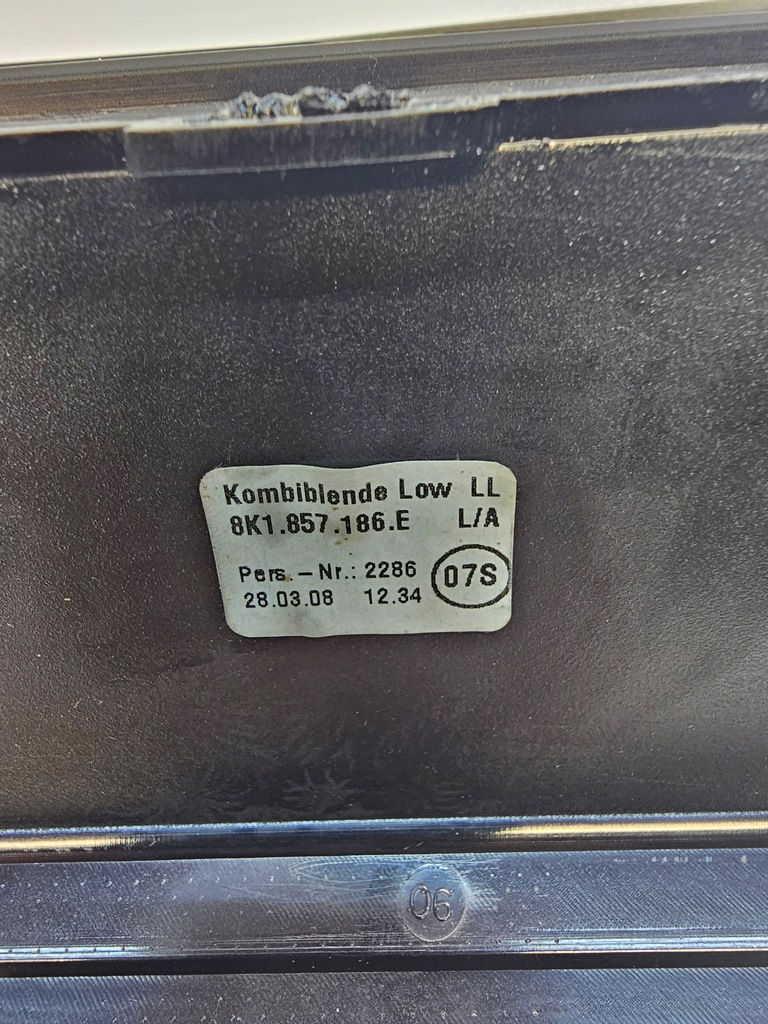 Kombiblende Low LL
8K1.857.186.E L/A
Pers.-Nr.: 2286 07S
28.03.08 12.34
06